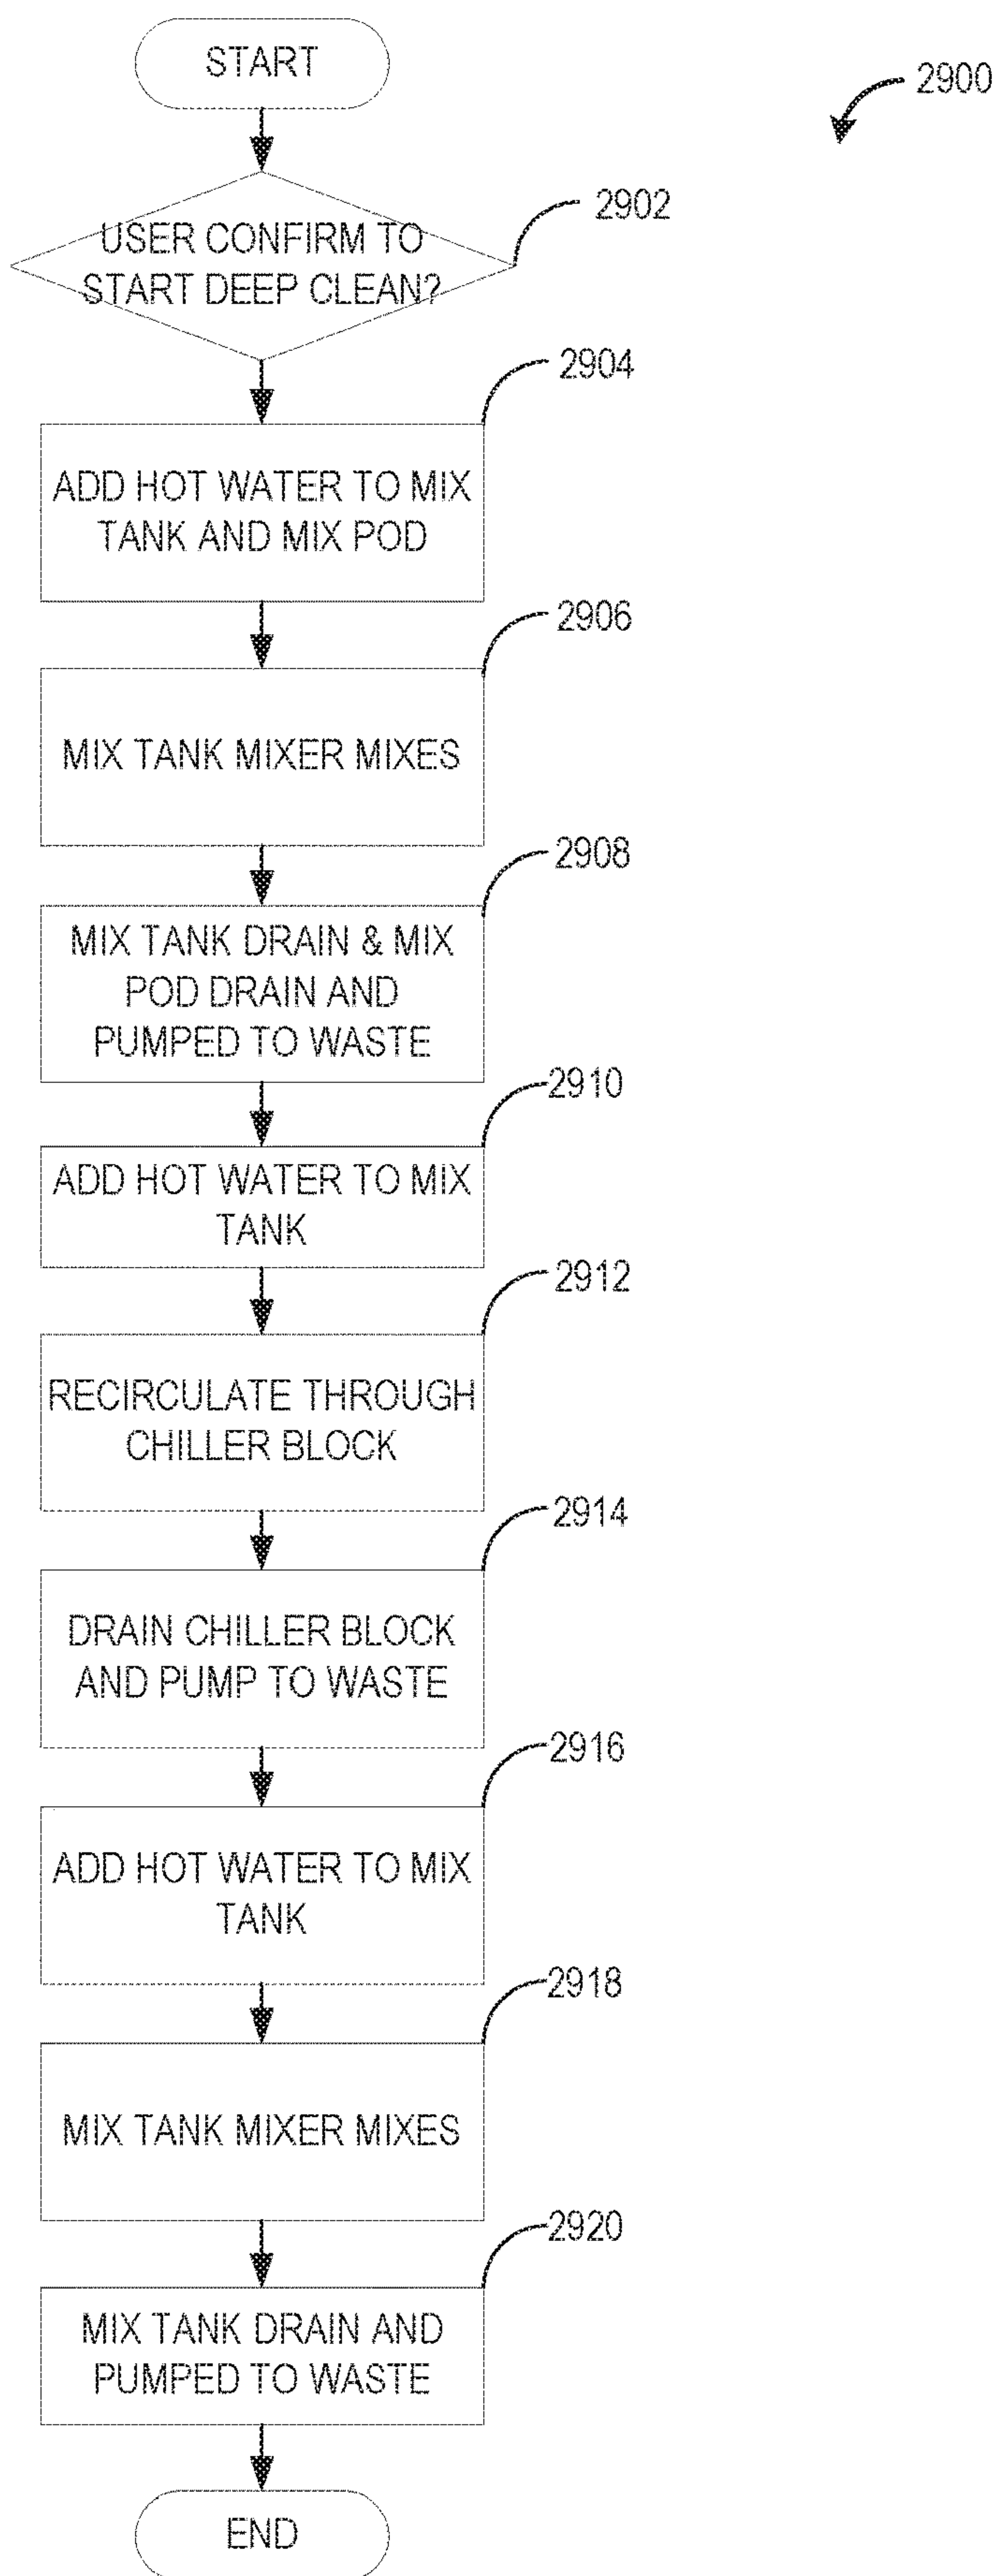 START
2900
2902
USER CONFIRM TO
START DEEP CLEAN?
2904
ADD HOT WATER TO MIX
TANK AND MIX POD
2906
MIX TANK MIXER MIXES
2908
MIX TANK DRAIN & MIX
POD DRAIN AND
PUMPED TO WASTE
2910
ADD HOT WATER TO MIX
TANK
2912
RECIRCULATE THROUGH
CHILLER BLOCK
2914
DRAIN CHILLER BLOCK
AND PUMP TO WASTE
2916
ADD HOT WATER TO MIX
TANK
2918
MIX TANK MIXER MIXES
2920
MIX TANK DRAIN AND
PUMPED TO WASTE
END